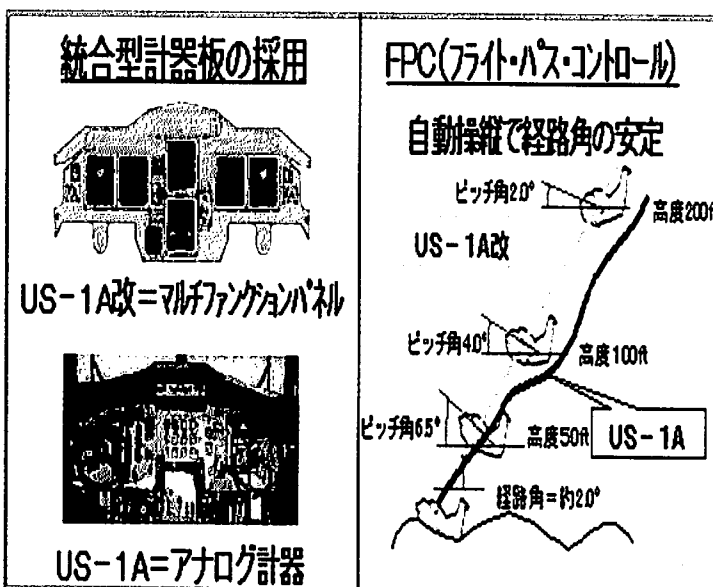 統合型計器板の採用
US-1A改=マルチファンクションパネル
US-1A=アナログ計器
FPC(フライト・パス・コントロール)
自動操縦で経路角の安定
ピッチ角2.0°
高度200ft
US-1A改
ピッチ角4.0°
高度100ft
ピッチ角6.5°
高度50ft
US-1A
経路角=約2.0°